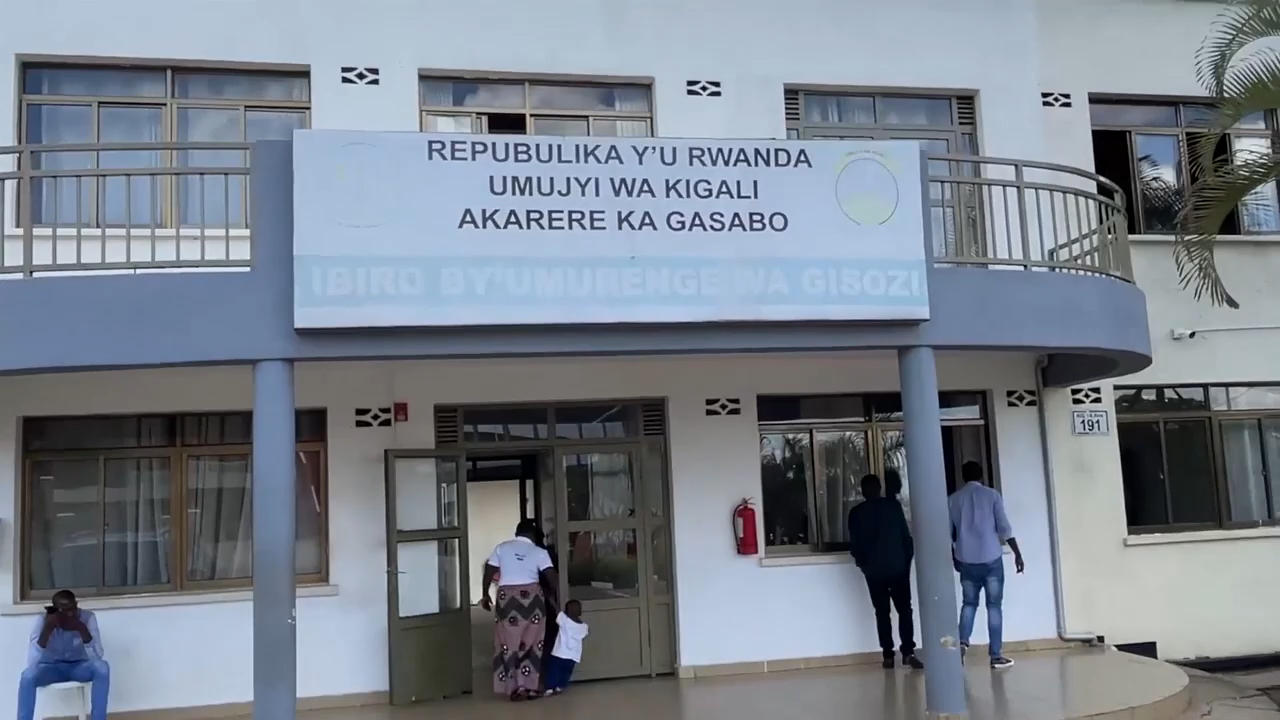 REPUBULIKA Y'U RWANDA
UMUJYI WA KIGALI
AKARERE KA GASABO
IBIRO BY'UMURENGE WA GISOZI
191